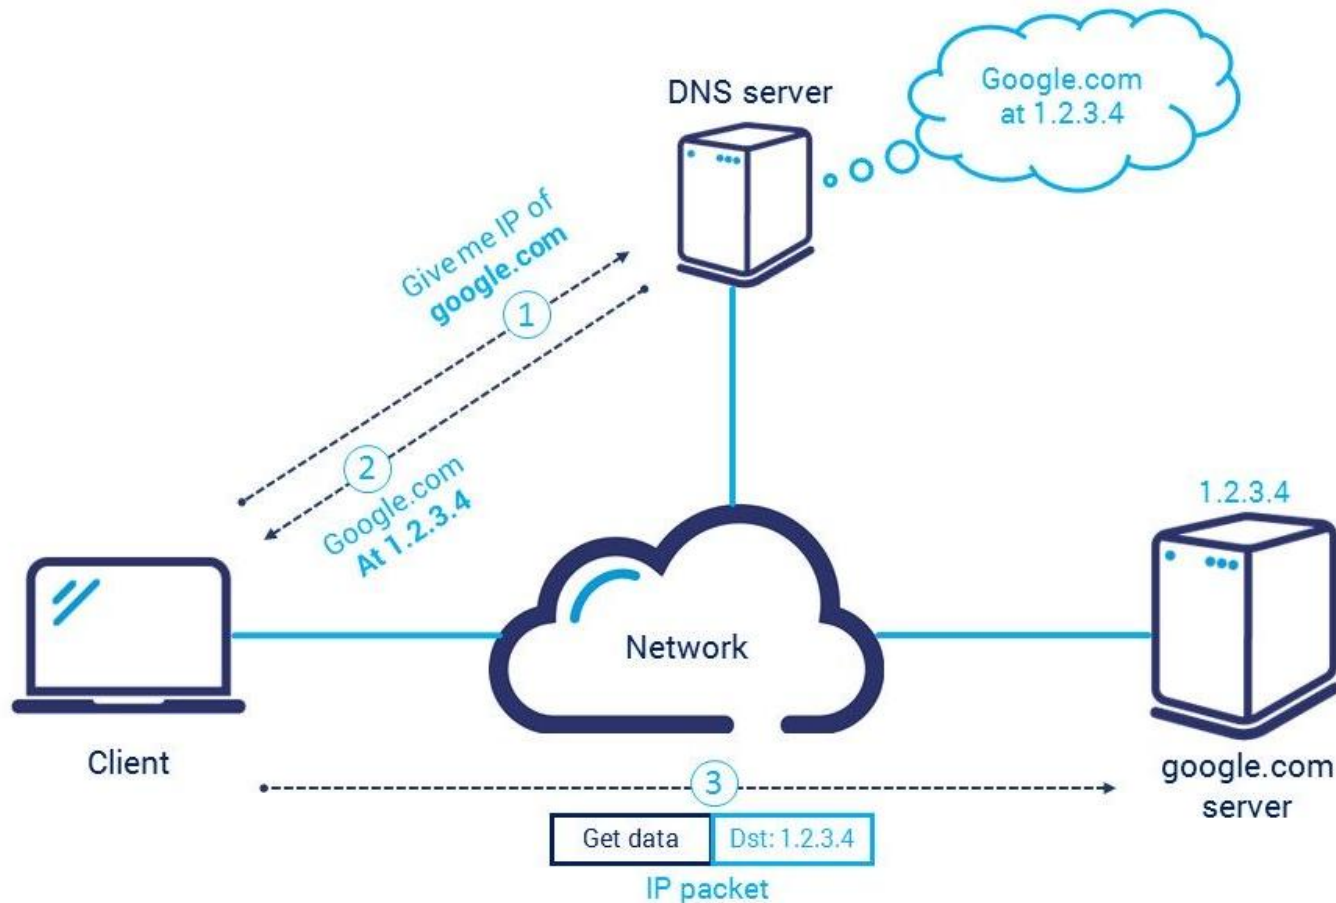 DNS server
Google.com
at 1.2.3.4
Give me IP of
google.com
1
2
Google.com
At 1.2.3.4
1.2.3.4
Network
Client
google.com
server
3
Get data
Dst: 1.2.3.4
IP packet